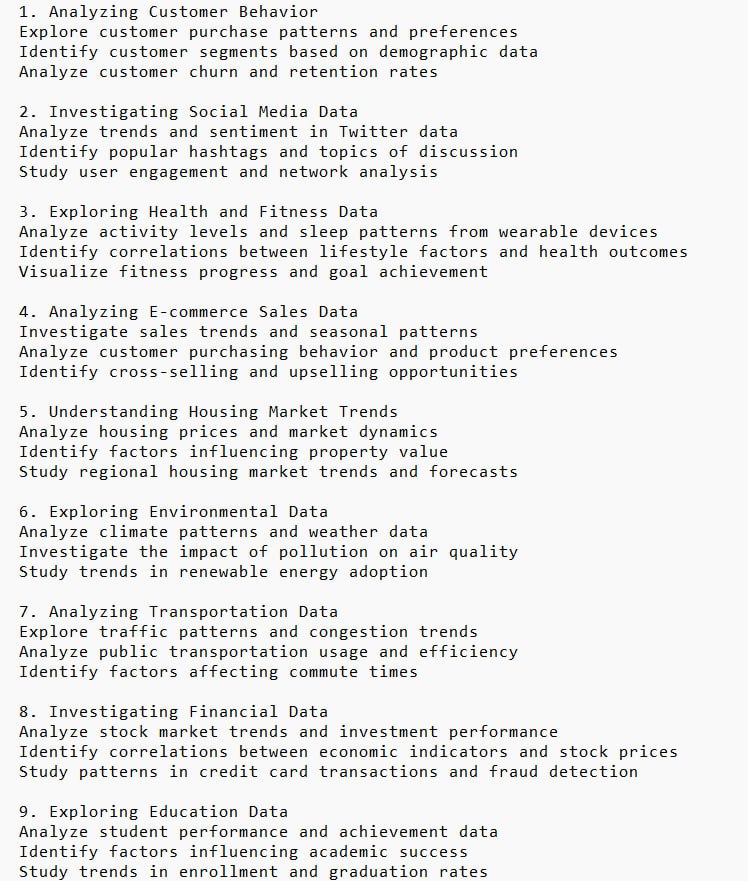 1. Analyzing Customer Behavior
Explore customer purchase patterns and preferences
Identify customer segments based on demographic data
Analyze customer churn and retention rates
2. Investigating Social Media Data
Analyze trends and sentiment in Twitter data
Identify popular hashtags and topics of discussion
Study user engagement and network analysis
3. Exploring Health and Fitness Data
Analyze activity levels and sleep patterns from wearable devices
Identify correlations between lifestyle factors and health outcomes
Visualize fitness progress and goal achievement
4. Analyzing E-commerce Sales Data
Investigate sales trends and seasonal patterns
Analyze customer purchasing behavior and product preferences
Identify cross-selling and upselling opportunities
5. Understanding Housing Market Trends
Analyze housing prices and market dynamics
Identify factors influencing property value
Study regional housing market trends and forecasts
6. Exploring Environmental Data
Analyze climate patterns and weather data
Investigate the impact of pollution on air quality
Study trends in renewable energy adoption
7. Analyzing Transportation Data
Explore traffic patterns and congestion trends
Analyze public transportation usage and efficiency
Identify factors affecting commute times
8. Investigating Financial Data
Analyze stock market trends and investment performance
Identify correlations between economic indicators and stock prices
Study patterns in credit card transactions and fraud detection
9. Exploring Education Data
Analyze student performance and achievement data
Identify factors influencing academic success
Study trends in enrollment and graduation rates